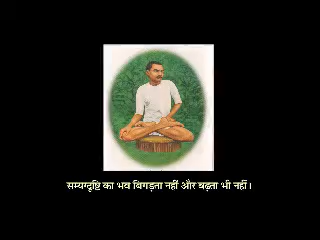 सम्यग्दृष्टि का भव बिगड़ता नहीं और बढ़ता भी नहीं।